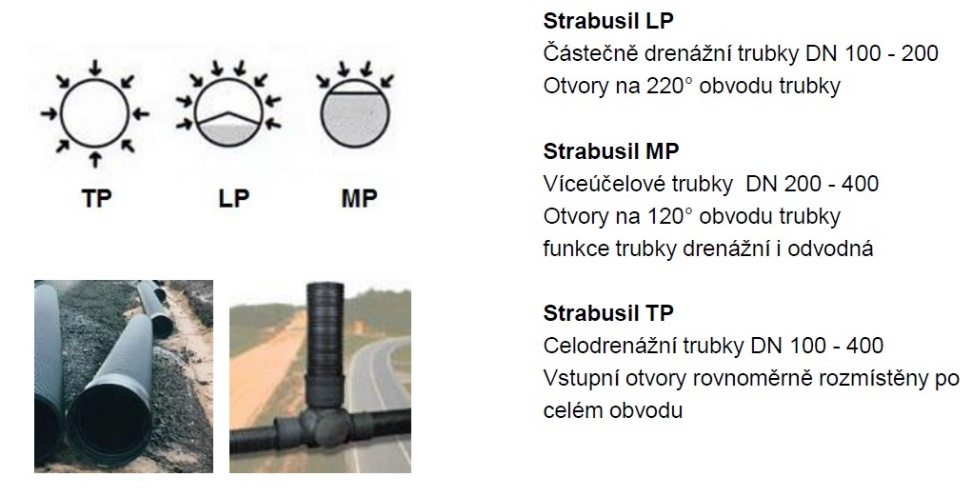 TP LP MP
Strabusil LP
Částečně drenážní trubky DN 100 - 200
Otvory na 220° obvodu trubky
Strabusil MP
Víceúčelové trubky DN 200 - 400
Otvory na 120° obvodu trubky
funkce trubky drenážní i odvodná
Strabusil TP
Celodrenážní trubky DN 100 - 400
Vstupní otvory rovnoměrně rozmístěny po
celém obvodu